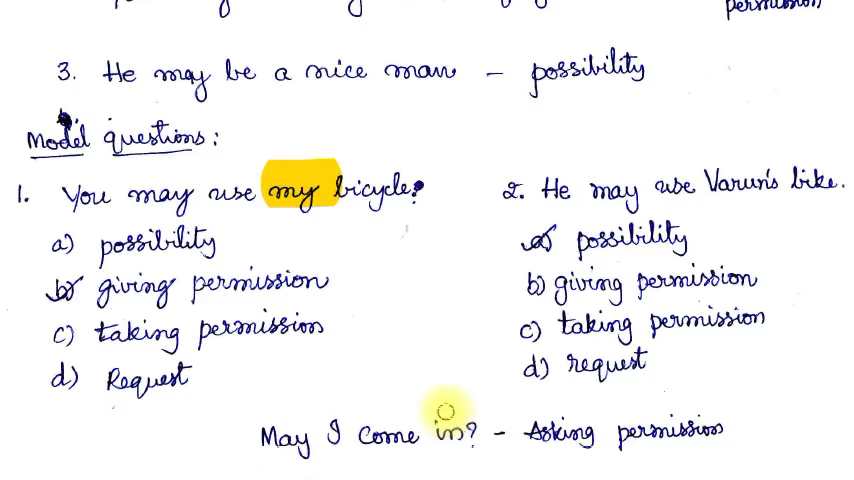 permission
3. He may be a nice man - possibility
Model questions:
1. You may use my bicycle?
a) possibility
b) giving permission
c) taking permission
d) Request
2. He may use Varun's bike.
a) possibility
b) giving permission
c) taking permission
d) request
May I come in? - Asking permission